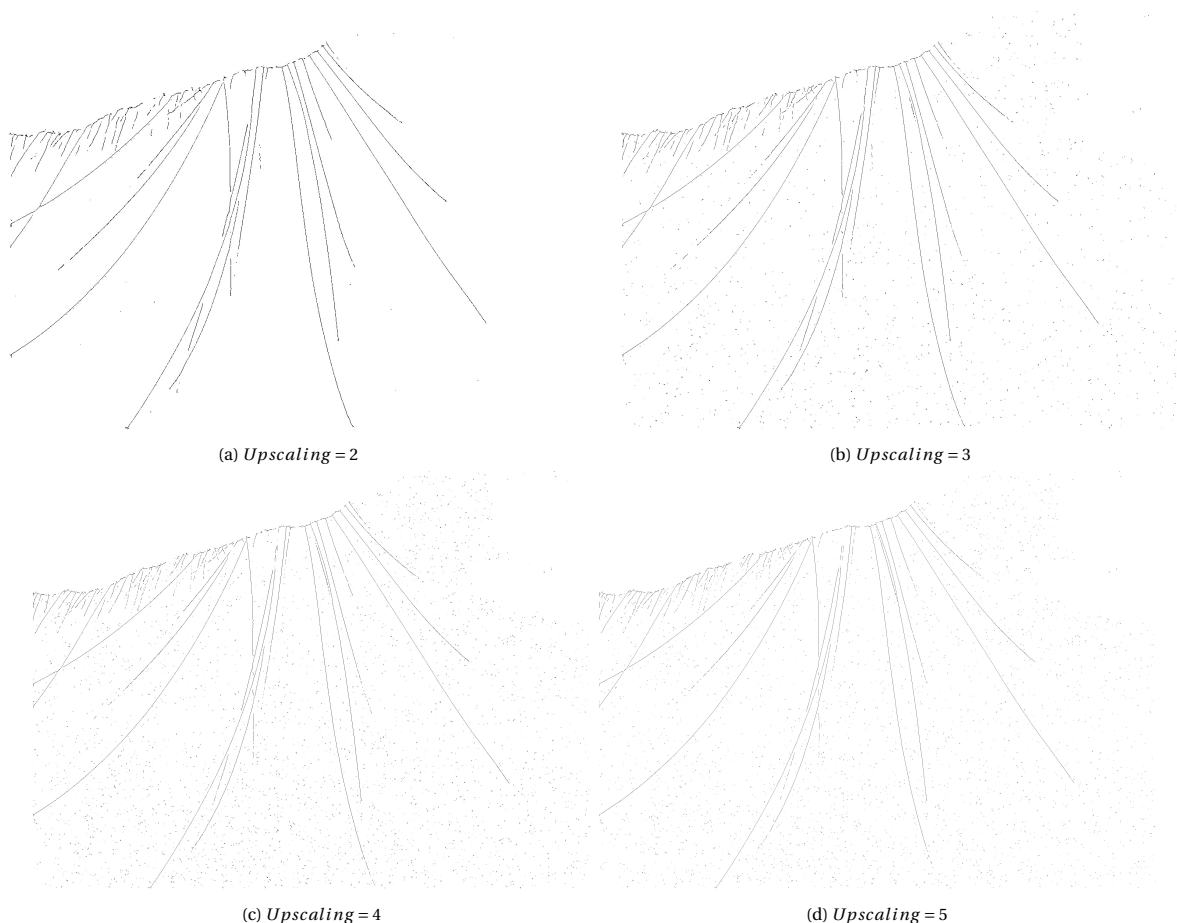 (a) Upscaling = 2
(b) Upscaling = 3
(c) Upscaling = 4
(d) Upscaling = 5